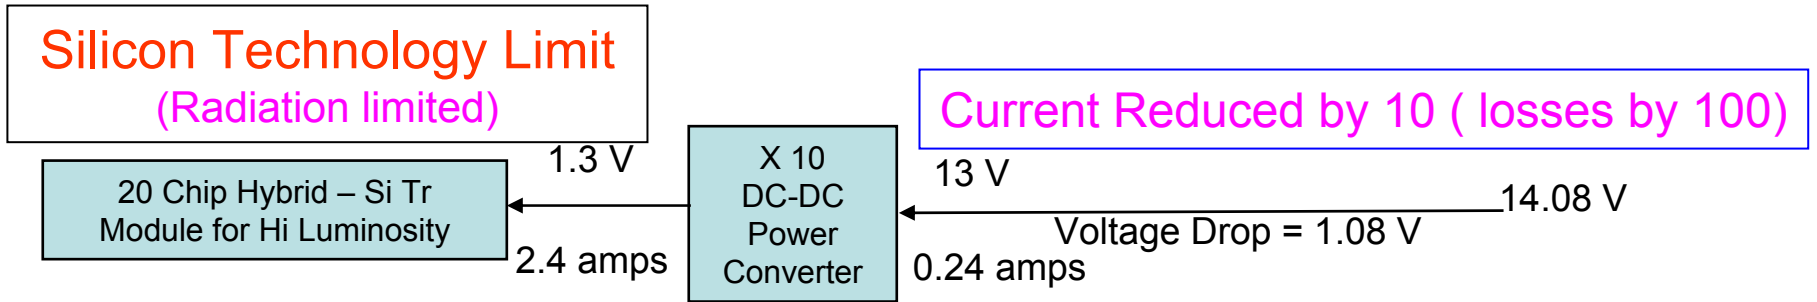 Silicon Technology Limit
(Radiation limited)
Current Reduced by 10 ( losses by 100)
20 Chip Hybrid – Si Tr
Module for Hi Luminosity
1.3 V
2.4 amps
X 10
DC-DC
Power
Converter
13 V
0.24 amps
Voltage Drop = 1.08 V
14.08 V